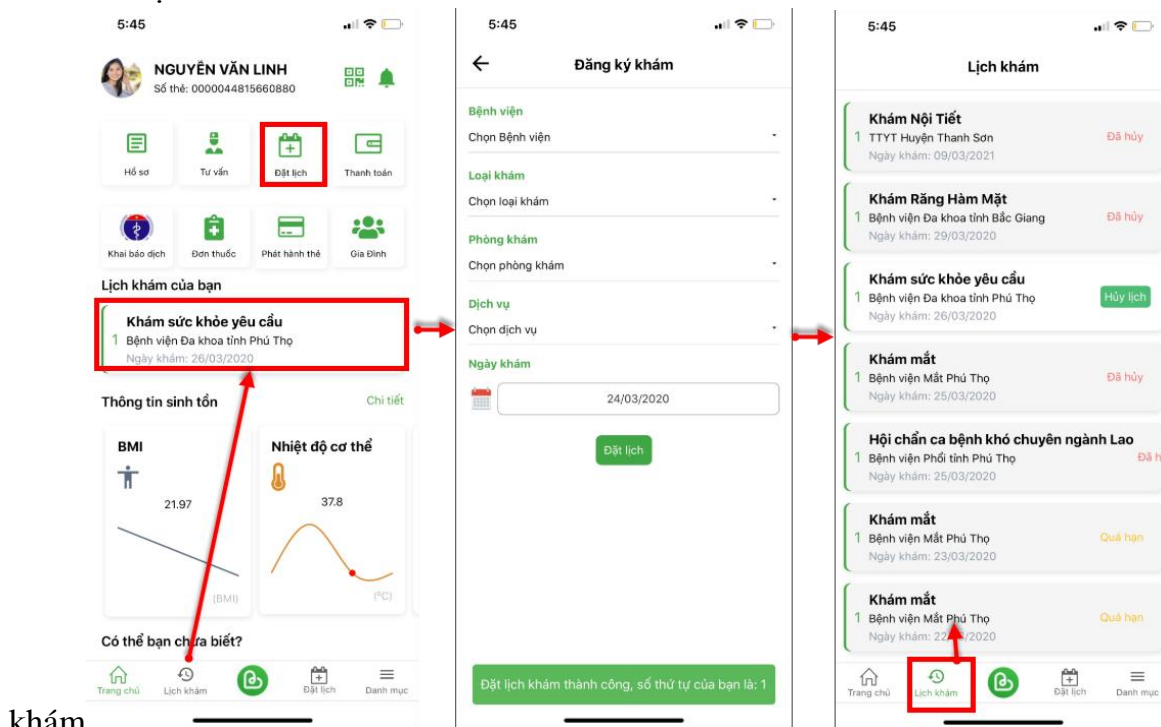 5:45
NGUYỄN VĂN LINH
Số thẻ: 0000044815660880
Hồ sơ
Tư vấn
Đặt lịch
Thanh toán
Khai báo dịch
Đơn thuốc
Phát hành thẻ
Gia Đình
Lịch khám của bạn
Khám sức khỏe yêu cầu
1 Bệnh viện Đa khoa tỉnh Phú Thọ
Ngày khám: 26/03/2020
Thông tin sinh tồn Chi tiết
BMI
21.97
(BMI)
Nhiệt độ cơ thể
37.8
(°C)
Có thể bạn chưa biết?
Trang chủ Lịch khám Đặt lịch Danh mục
5:45
Đăng ký khám
Bệnh viện
Chọn Bệnh viện
Loại khám
Chọn loại khám
Phòng khám
Chọn phòng khám
Dịch vụ
Chọn dịch vụ
Ngày khám
24/03/2020
Đặt lịch
Đặt lịch khám thành công, số thứ tự của bạn là: 1
5:45
Lịch khám
Khám Nội Tiết
1 TTYT Huyện Thanh Sơn Đã hủy
Ngày khám: 09/03/2021
Khám Răng Hàm Mặt
1 Bệnh viện Đa khoa tỉnh Bắc Giang Đã hủy
Ngày khám: 29/03/2020
Khám sức khỏe yêu cầu
1 Bệnh viện Đa khoa tỉnh Phú Thọ Hủy lịch
Ngày khám: 26/03/2020
Khám mắt
1 Bệnh viện Mắt Phú Thọ Đã hủy
Ngày khám: 25/03/2020
Hội chẩn ca bệnh khó chuyên ngành Lao
1 Bệnh viện Phổi tỉnh Phú Thọ Đã h
Ngày khám: 25/03/2020
Khám mắt
1 Bệnh viện Mắt Phú Thọ Quá hạn
Ngày khám: 23/03/2020
Khám mắt
1 Bệnh viện Mắt Phú Thọ Quá hạn
Ngày khám:
Trang chủ Lịch khám Đặt lịch Danh mục
khám